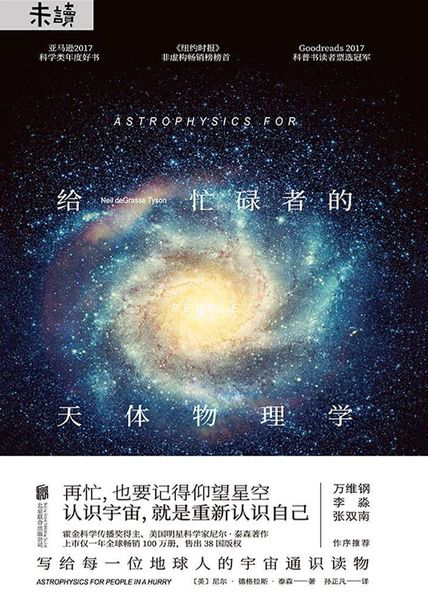 未讀
亚马逊2017
科学类年度好书
《纽约时报》
非虚构畅销榜榜首
Goodreads 2017
科普书读者票选冠军
ASTROPHYSICS FOR
给 忙碌者的
Neil deGrasse Tyson
PEOPLE
天体物理学
北京联合出版公司
再忙,也要记得仰望星空
认识宇宙,就是重新认识自己
万维钢
李淼
张双南
作序推荐
霍金科学传播奖得主、美国明星科学家尼尔·泰森著作
上市仅一年全球畅销 100 万册,售出 38 国版权
写给每一位地球人的宇宙通识读物
ASTROPHYSICS FOR PEOPLE IN A HURRY
[美] 尼尔·德格拉斯·泰森—著 孙正凡—译